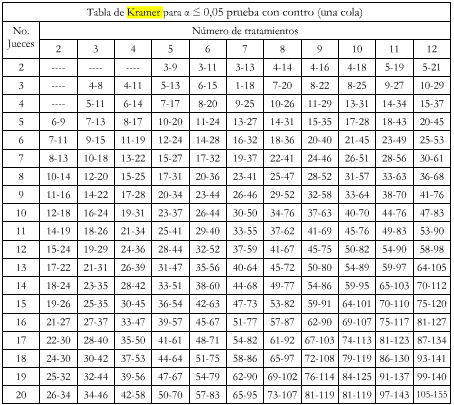 Tabla de Kramer para α ≤ 0,05 prueba con contro (una cola)
No. Jueces
Número de tratamientos
2 3 4 5 6 7 8 9 10 11 12
2 ---- ---- ---- 3-9 3-11 3-13 4-14 4-16 4-18 5-19 5-21
3 ---- 4-8 4-11 5-13 6-15 1-18 7-20 8-22 8-25 9-27 10-29
4 ---- 5-11 6-14 7-17 8-20 9-25 10-26 11-29 13-31 14-34 15-37
5 6-9 7-13 8-17 10-20 11-24 13-27 14-31 15-35 17-28 18-43 20-45
6 7-11 9-15 11-19 12-24 14-28 16-32 18-36 20-40 21-45 23-49 25-53
7 8-13 10-18 13-22 15-27 17-32 19-37 22-41 24-46 26-51 28-56 30-61
8 10-14 12-20 15-25 17-31 20-36 23-41 25-47 28-52 31-57 33-63 36-68
9 11-16 14-22 17-28 20-34 23-44 26-46 29-52 32-58 33-64 38-70 41-76
10 12-18 16-24 19-31 23-37 26-44 30-50 34-76 37-63 40-70 44-76 47-83
11 14-19 18-26 21-34 25-41 29-40 33-55 37-62 41-69 45-76 49-83 53-90
12 15-24 19-29 24-36 28-44 32-52 37-59 41-67 45-75 50-82 54-90 58-98
13 17-22 21-31 26-39 31-47 35-56 40-64 45-72 50-80 54-89 59-97 64-105
14 18-24 23-35 28-42 33-51 38-60 44-68 49-77 54-86 59-95 65-103 70-112
15 19-26 25-35 30-45 36-54 42-63 47-73 53-82 59-91 64-101 70-110 75-120
16 21-27 27-37 33-47 39-57 45-67 51-77 57-87 62-90 69-107 75-117 81-127
17 22-30 28-40 35-50 41-61 48-71 54-82 61-92 67-103 74-113 81-123 87-134
18 24-30 30-42 37-53 44-64 51-75 58-86 65-97 72-108 79-119 86-130 93-141
19 25-32 32-44 39-56 47-67 54-79 62-90 69-102 76-114 84-125 91-137 99-140
20 26-34 34-46 42-58 50-70 57-83 65-95 73-107 81-119 81-119 97-143 105-155